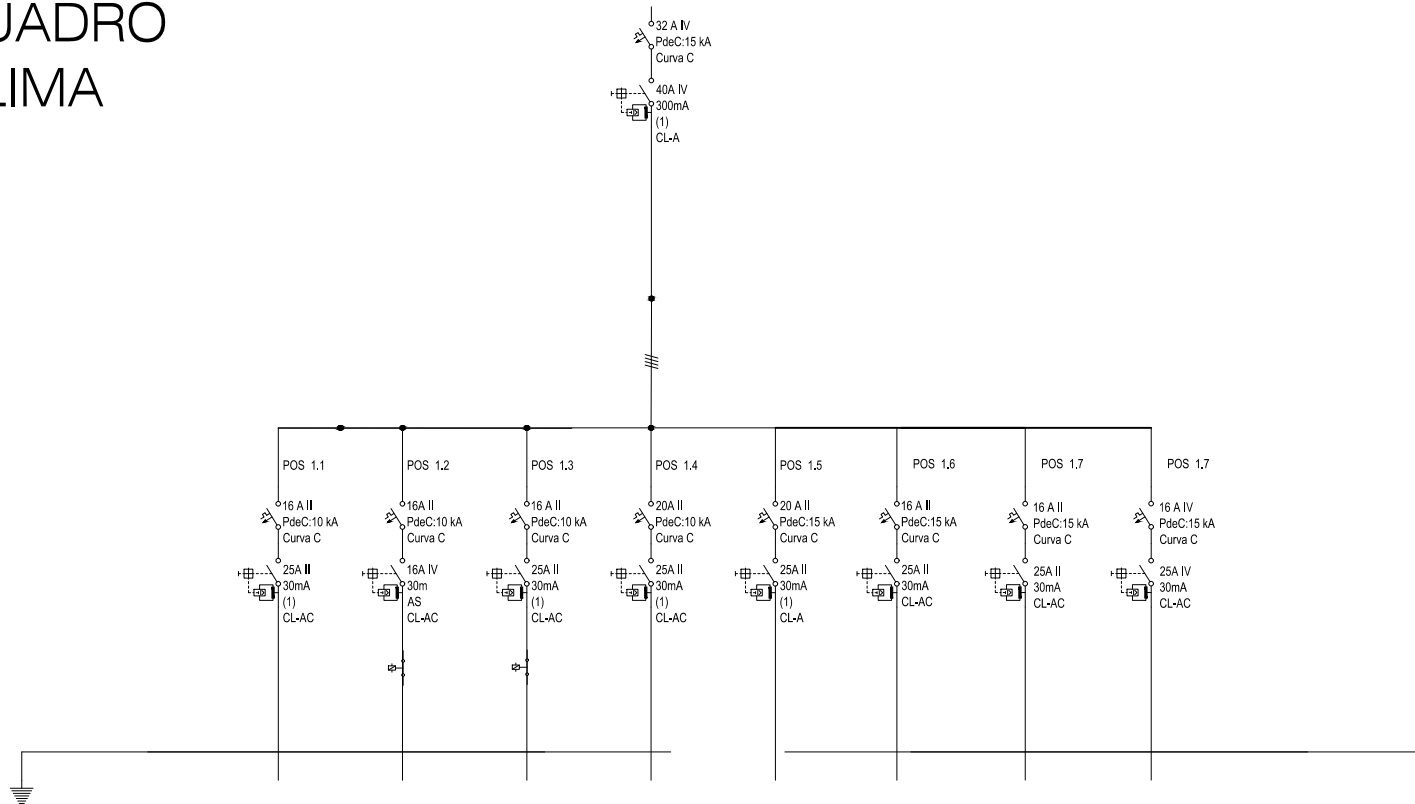 UADRO
LIMA
32 A IV
PdeC:15 kA
Curva C
40A IV
300mA
(1)
CL-A
POS 1.1
POS 1.2
POS 1.3
POS 1.4
POS 1.5
POS 1.6
POS 1.7
POS 1.7
16 A II
PdeC:10 kA
Curva C
16A II
PdeC:10 kA
Curva C
16 A II
PdeC:10 kA
Curva C
20A II
PdeC:10 kA
Curva C
20 A II
PdeC:15 kA
Curva C
16 A II
PdeC:15 kA
Curva C
16 A II
PdeC:15 kA
Curva C
16 A IV
PdeC:15 kA
Curva C
25A II
30mA
(1)
CL-AC
16A IV
30m
AS
CL-AC
25A II
30mA
(1)
CL-AC
25A II
30mA
(1)
CL-AC
25A II
30mA
(1)
CL-A
25A II
30mA
CL-AC
25A II
30mA
CL-AC
25A IV
30mA
CL-AC